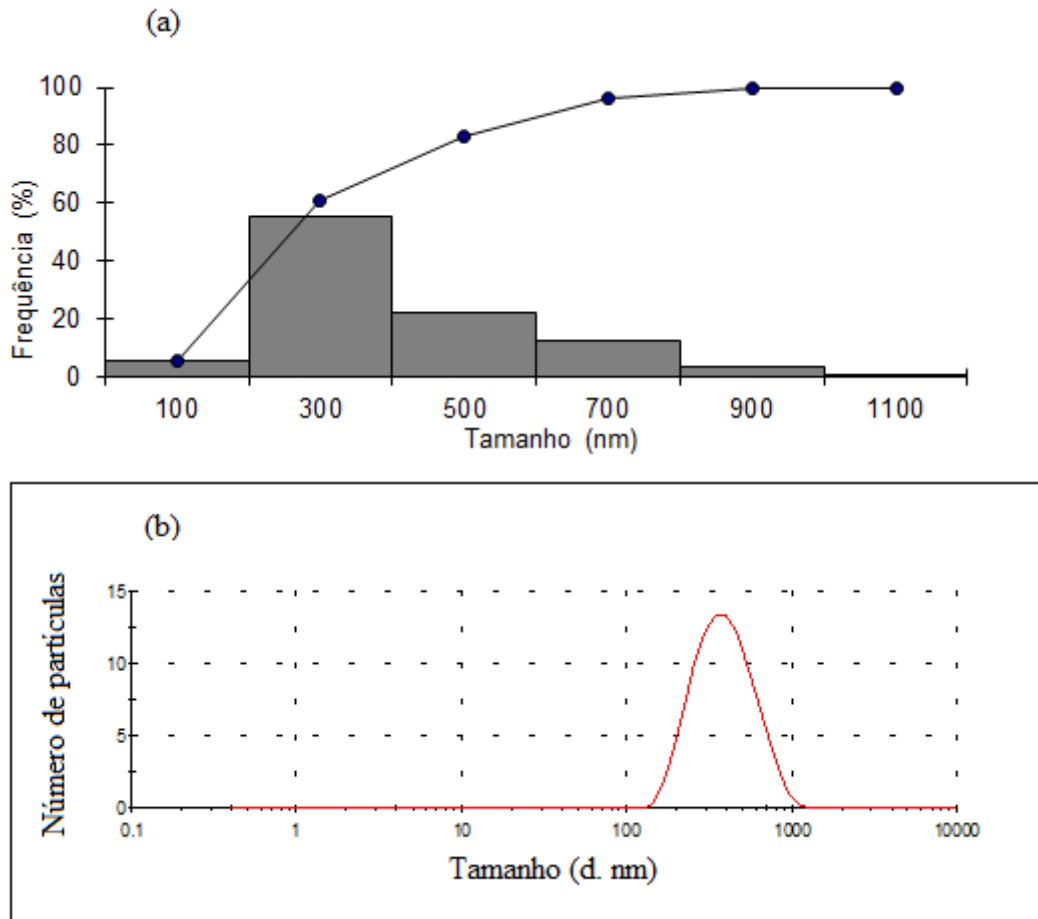 (a)
100
80
60
40
20
0
Frequência (%)
100 300 500 700 900 1100
Tamanho (nm)
(b)
15
10
5
0
Número de partículas
0.1 1 10 100 1000 10000
Tamanho (d. nm)